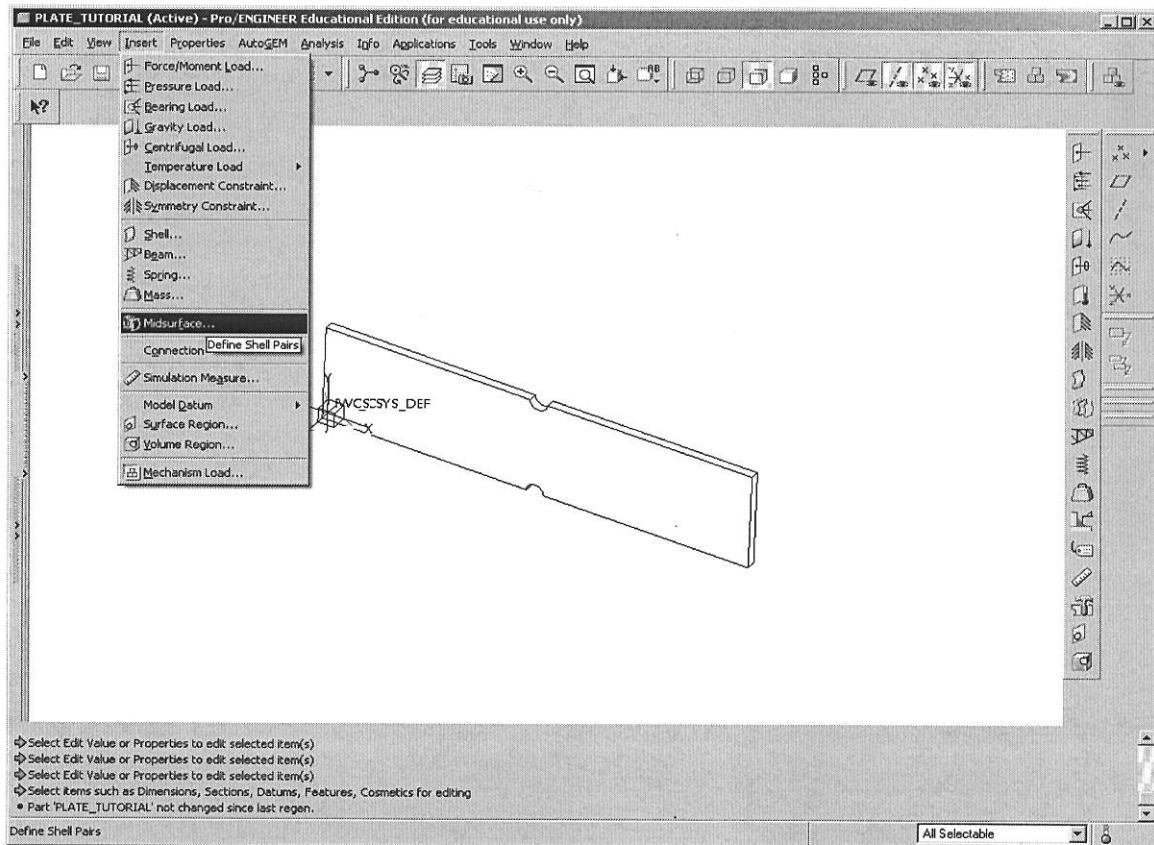 PLATE_TUTORIAL (Active) - Pro/ENGINEER Educational Edition (for educational use only)
File Edit View Insert Properties AutoGEM Analysis Info Applications Tools Window Help
Force/Moment Load...
Pressure Load...
Bearing Load...
Gravity Load...
Centrifugal Load...
Temperature Load
Displacement Constraint...
Symmetry Constraint...
Shell...
Beam...
Spring...
Mass...
Midsurface...
Connection
Define Shell Pairs
Simulation Measure...
Model Datum
Surface Region...
Volume Region...
Mechanism Load...
Y
X
Select Edit Value or Properties to edit selected item(s)
Select Edit Value or Properties to edit selected item(s)
Select Edit Value or Properties to edit selected item(s)
Select items such as Dimensions, Sections, Datums, Features, Cosmetics for editing
• Part 'PLATE_TUTORIAL' not changed since last regen.
Define Shell Pairs
All Selectable